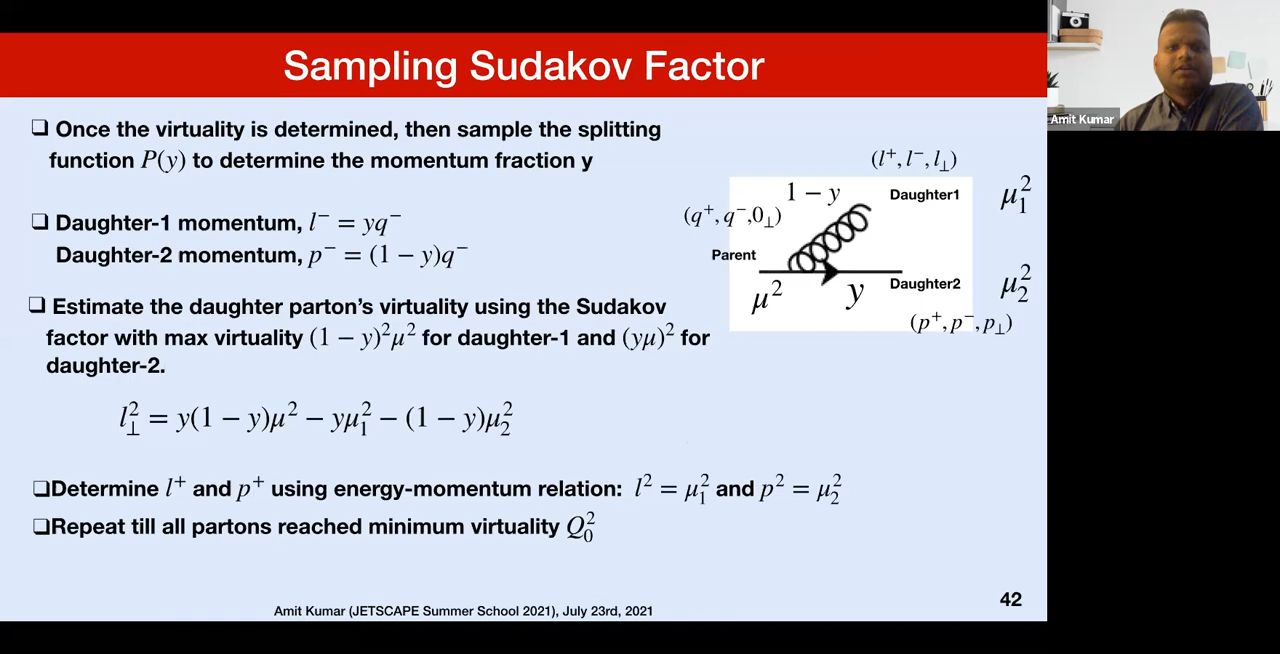 Sampling Sudakov Factor
Amit Kumar
❑ Once the virtuality is determined, then sample the splitting
function P(y) to determine the momentum fraction y
❑ Daughter-1 momentum, l⁻ = yq⁻
Daughter-2 momentum, p⁻ = (1 − y)q⁻
❑ Estimate the daughter parton's virtuality using the Sudakov
factor with max virtuality (1 − y)²μ² for daughter-1 and (yμ)² for
daughter-2.
l⊥² = y(1 − y)μ² − yμ₁² − (1 − y)μ₂²
❑Determine l⁺ and p⁺ using energy-momentum relation: l² = μ₁² and p² = μ₂²
❑Repeat till all partons reached minimum virtuality Q₀²
(l⁺, l⁻, l⊥)
1 − y
Daughter1
μ₁²
(q⁺, q⁻,0⊥)
Parent
μ²
y
Daughter2
μ₂²
(p⁺, p⁻, p⊥)
Amit Kumar (JETSCAPE Summer School 2021), July 23rd, 2021
42